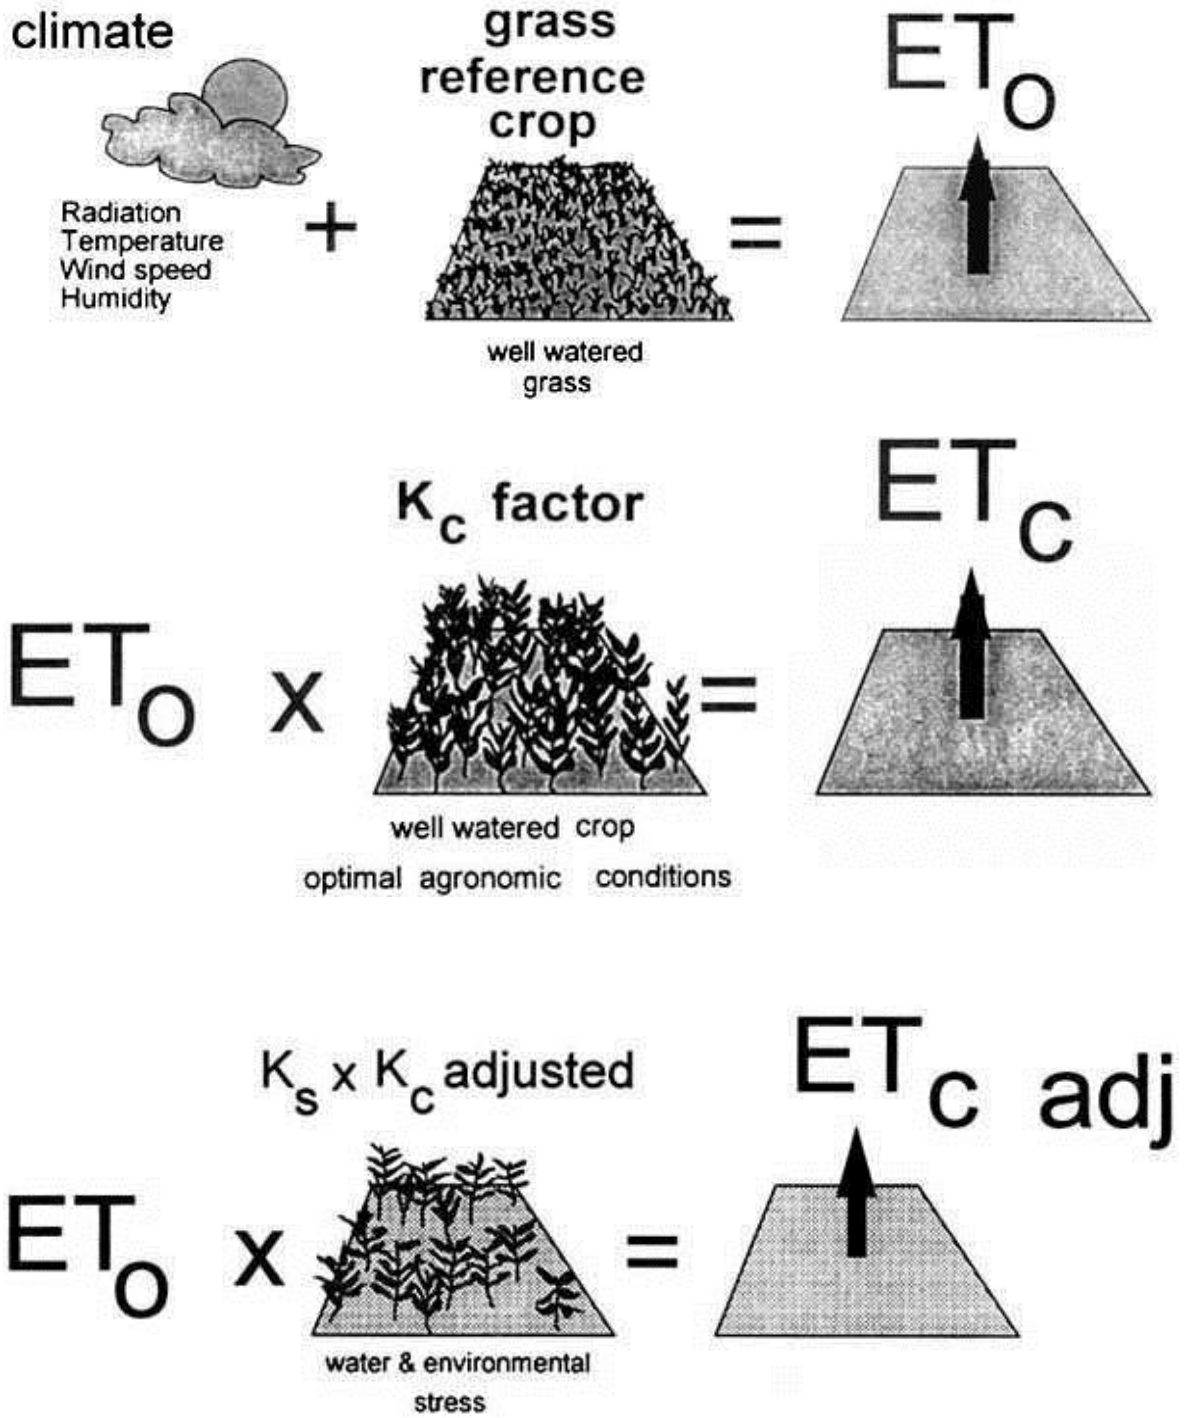 climate
Radiation
Temperature
Wind speed
Humidity
+
grass
reference
crop
well watered
grass
=
ETo
Kc factor
ETo x
well watered crop
optimal agronomic conditions
=
ETc
Ks x Kc adjusted
ETo x
water & environmental
stress
=
ETc adj